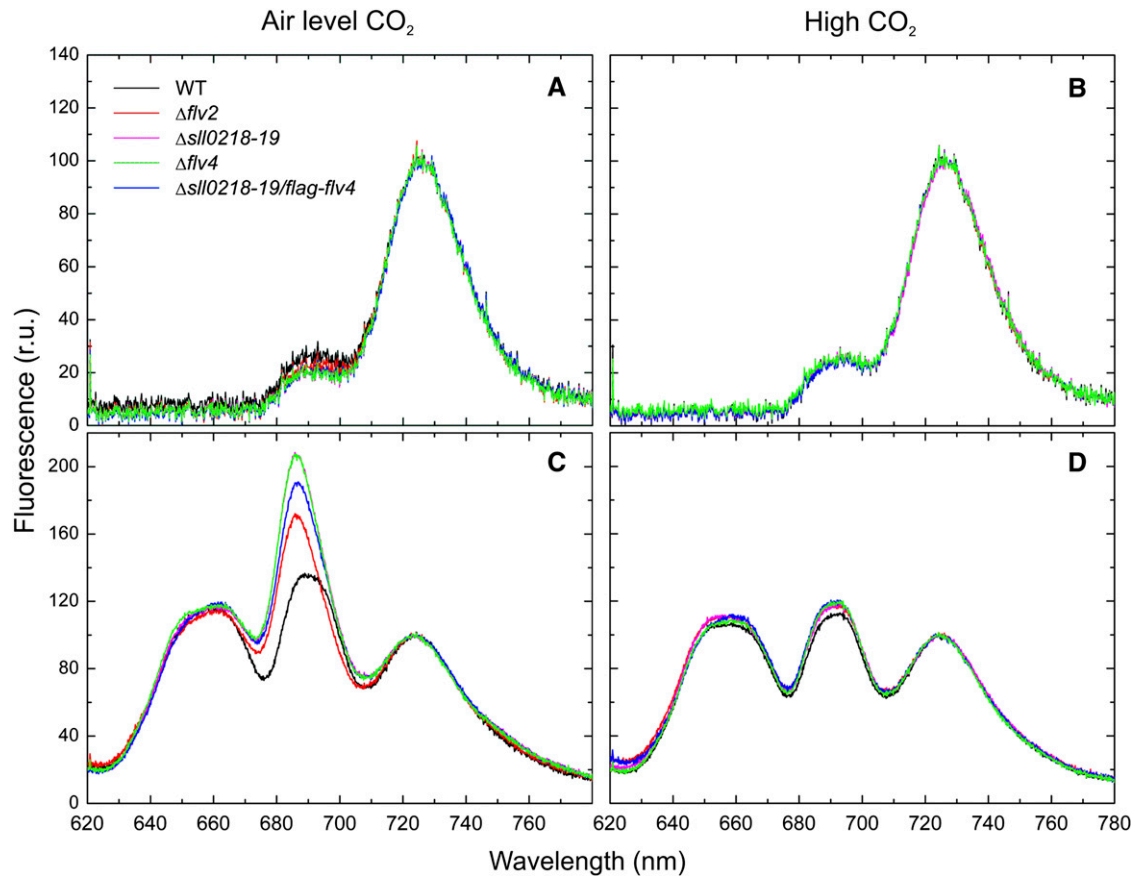 Air level CO₂
High CO₂
A
B
WT
Δflv2
Δsll0218-19
Δflv4
Δsll0218-19/flag-flv4
140
120
100
80
60
40
20
0
C
D
200
160
120
80
40
0
Fluorescence (r.u.)
620 640 660 680 700 720 740 760
620 640 660 680 700 720 740 760 780
Wavelength (nm)